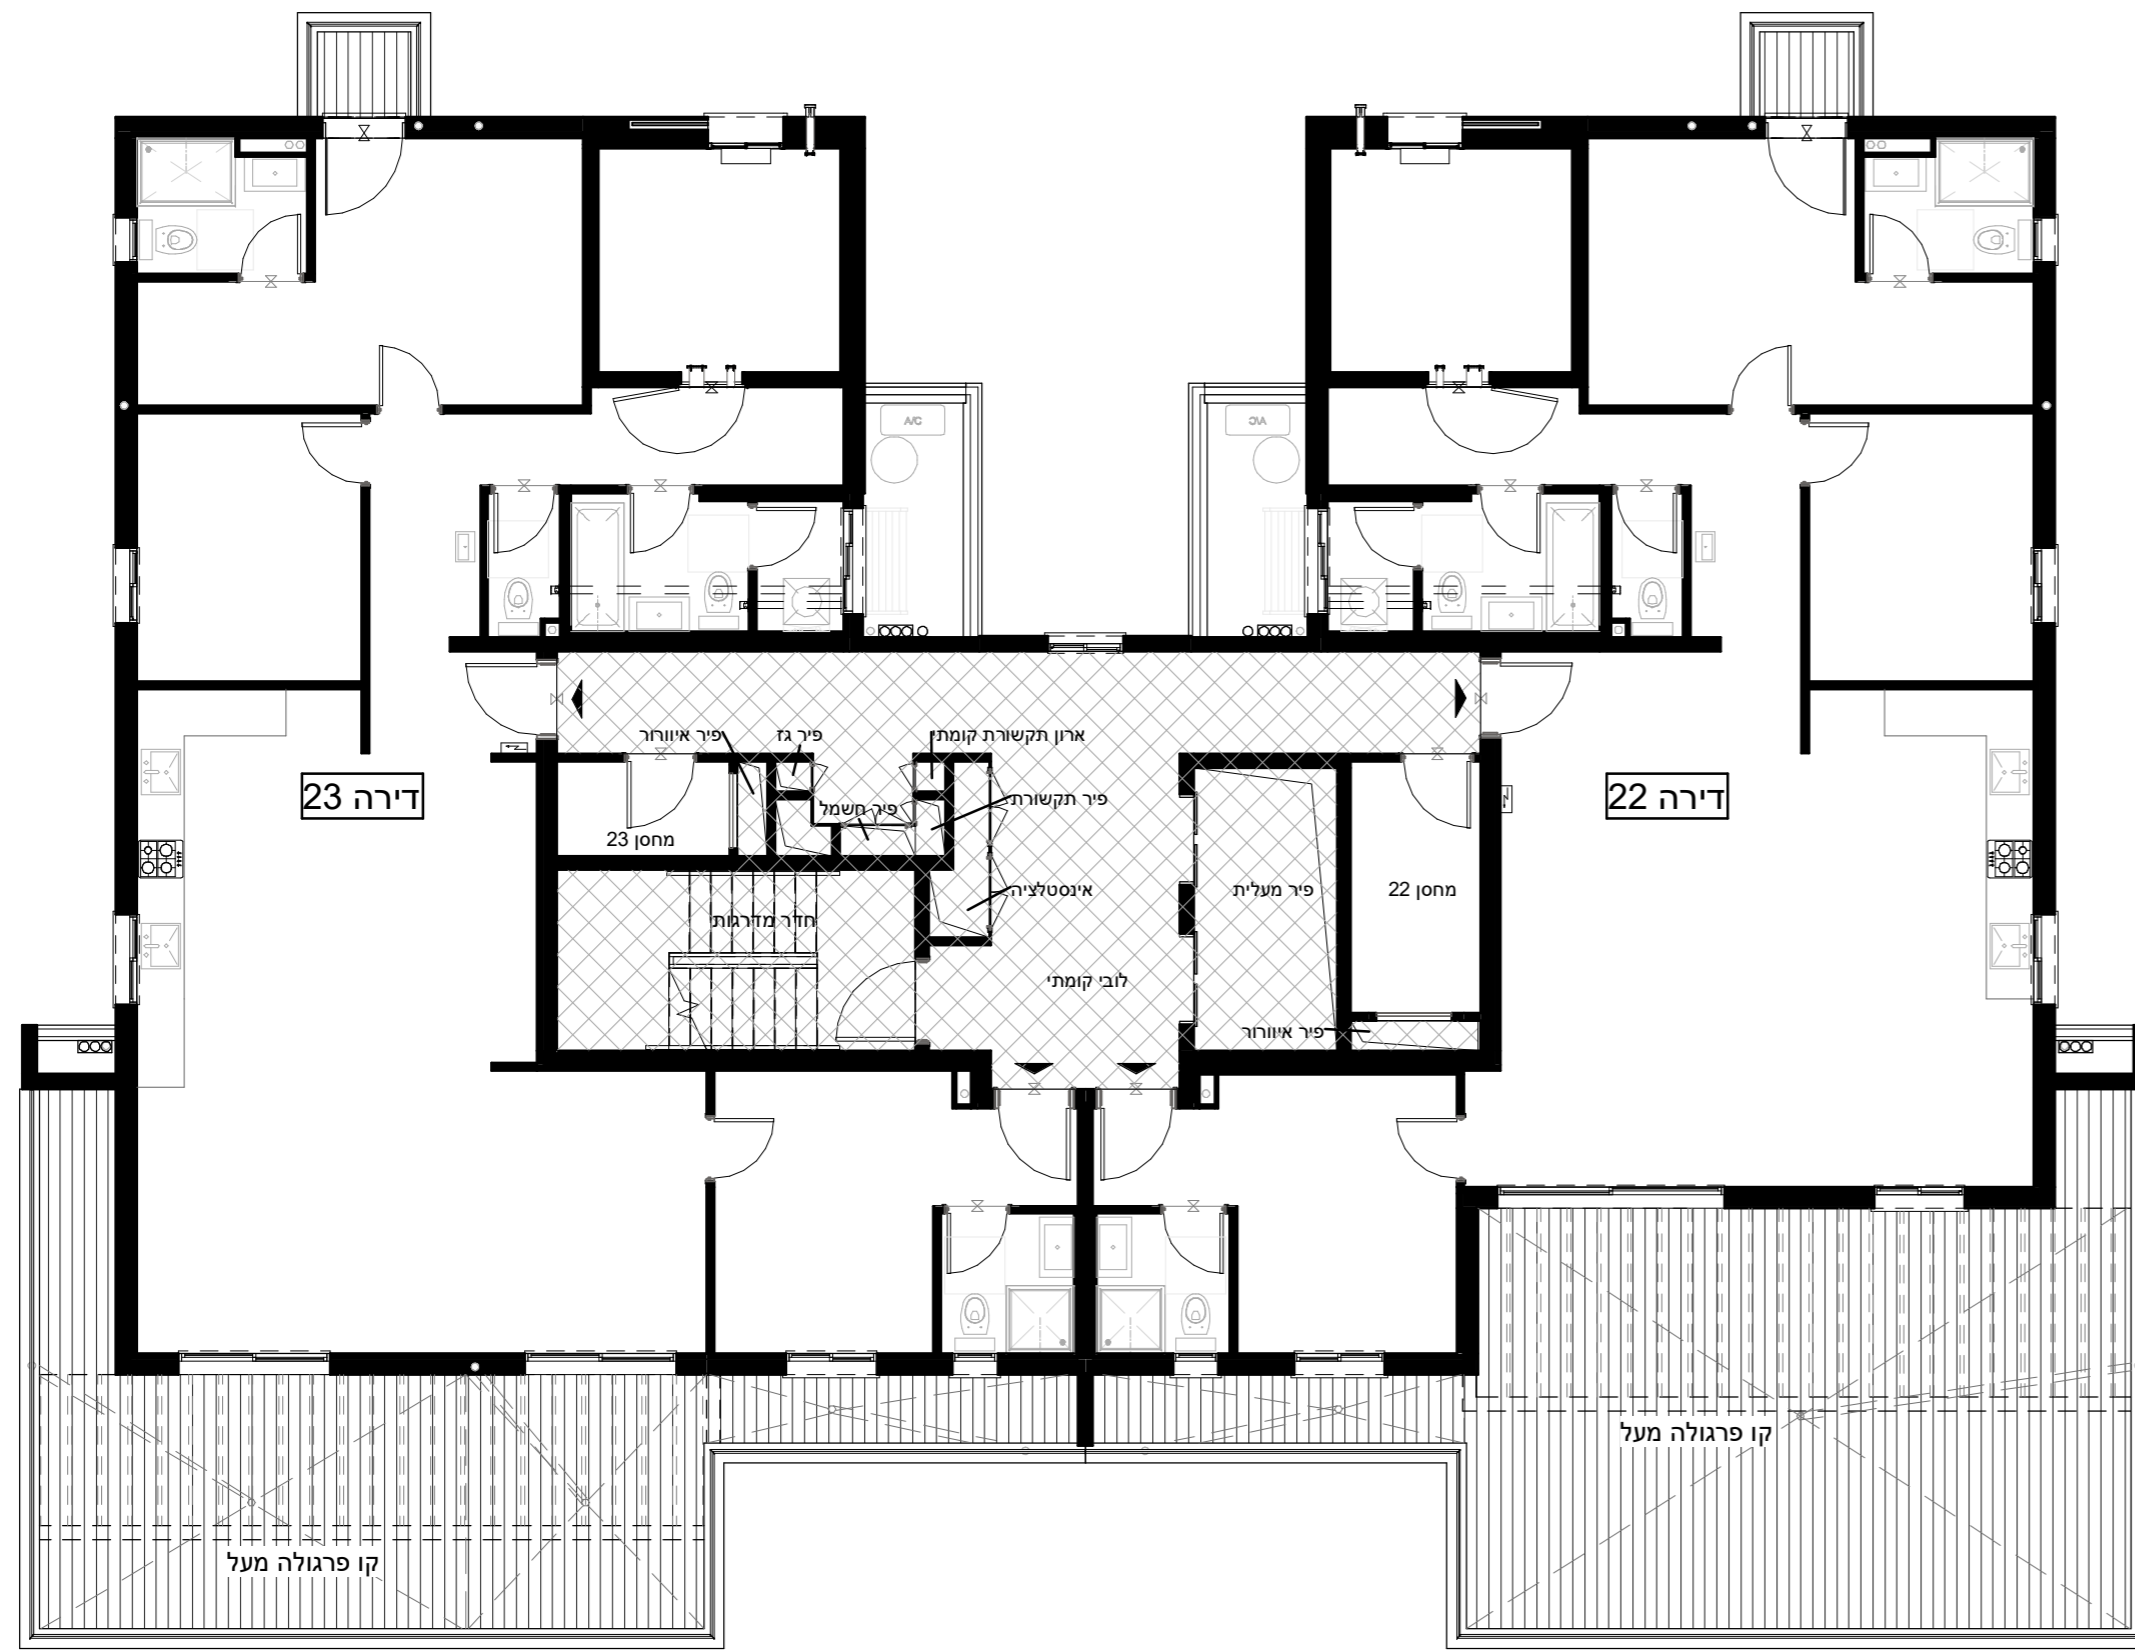 A/C
A/C
פיר איוורור
פיר גז
ארון תקשורת קומתי
דירה 23
דירה 22
פיר תקשורת
פיר חשמל
מחסן 23
אינסטלציה
פיר מעלית
מחסן 22
חדר מדרגות
לובי קומתי
פיר איוורור
קו פרגולה מעל
קו פרגולה מעל